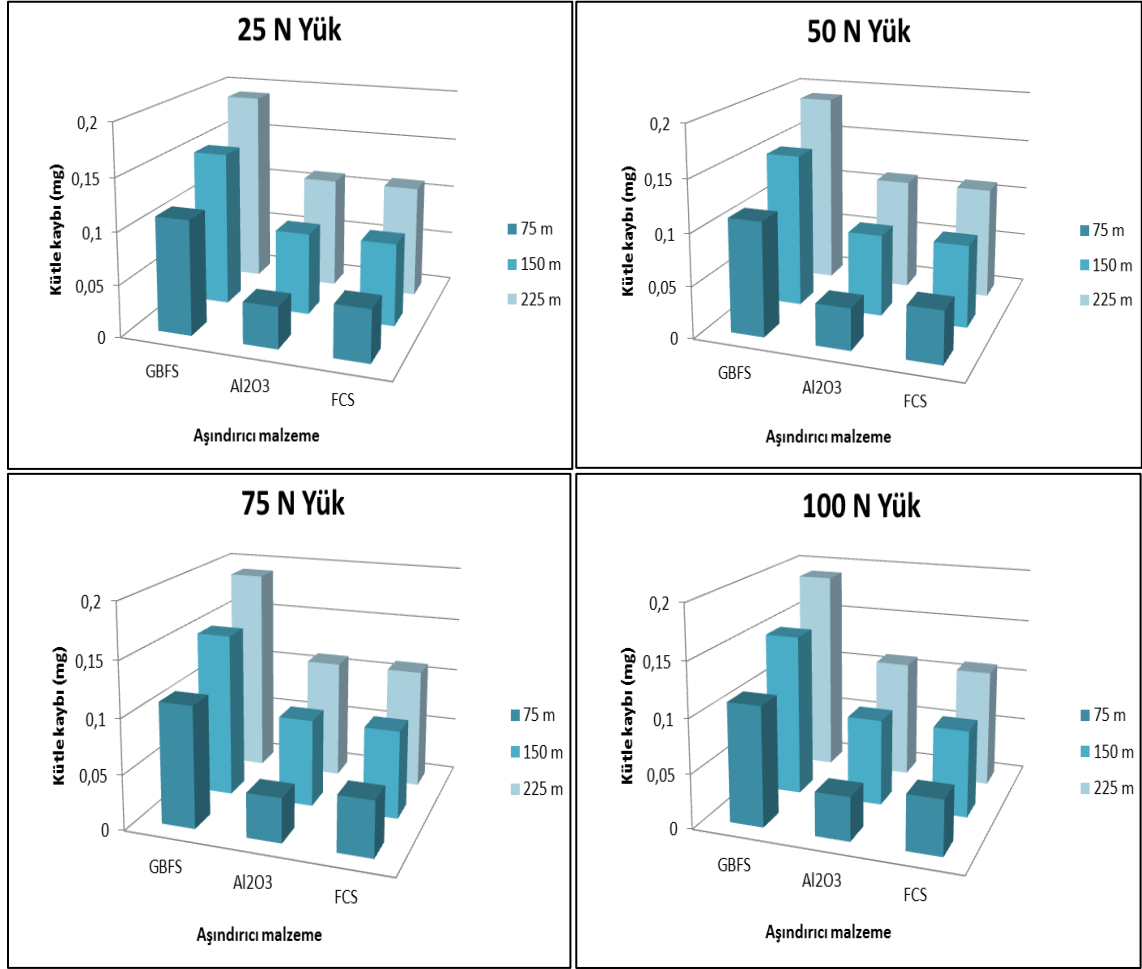 25 N Yük
Kütle kaybı (mg)
0,2
0,15
0,1
0,05
0
GBFS
Al2O3
FCS
Aşındırıcı malzeme
75 m
150 m
225 m
50 N Yük
Kütle kaybı (mg)
0,2
0,15
0,1
0,05
0
GBFS
Al2O3
FCS
Aşındırıcı malzeme
75 m
150 m
225 m
75 N Yük
Kütle kaybı (mg)
0,2
0,15
0,1
0,05
0
GBFS
Al2O3
FCS
Aşındırıcı malzeme
75 m
150 m
225 m
100 N Yük
Kütle kaybı (mg)
0,2
0,15
0,1
0,05
0
GBFS
Al2O3
FCS
Aşındırıcı malzeme
75 m
150 m
225 m